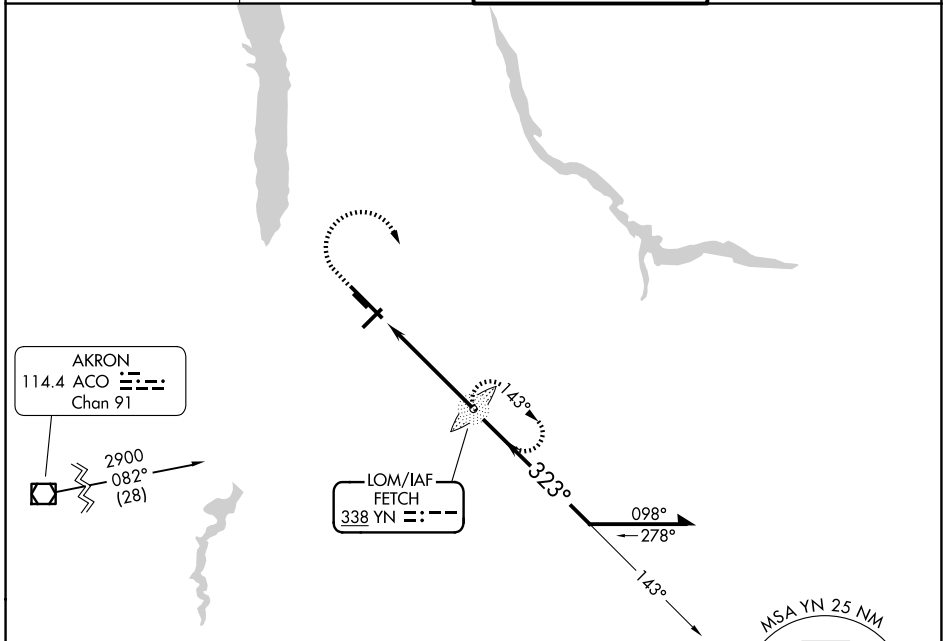 AKRON
114.4 ACO
Chan 91
2900
082°
(28)
143°
LOM/IAF
FETCH
338 YN
323°
098°
278°
143°
MSA YN 25 NM